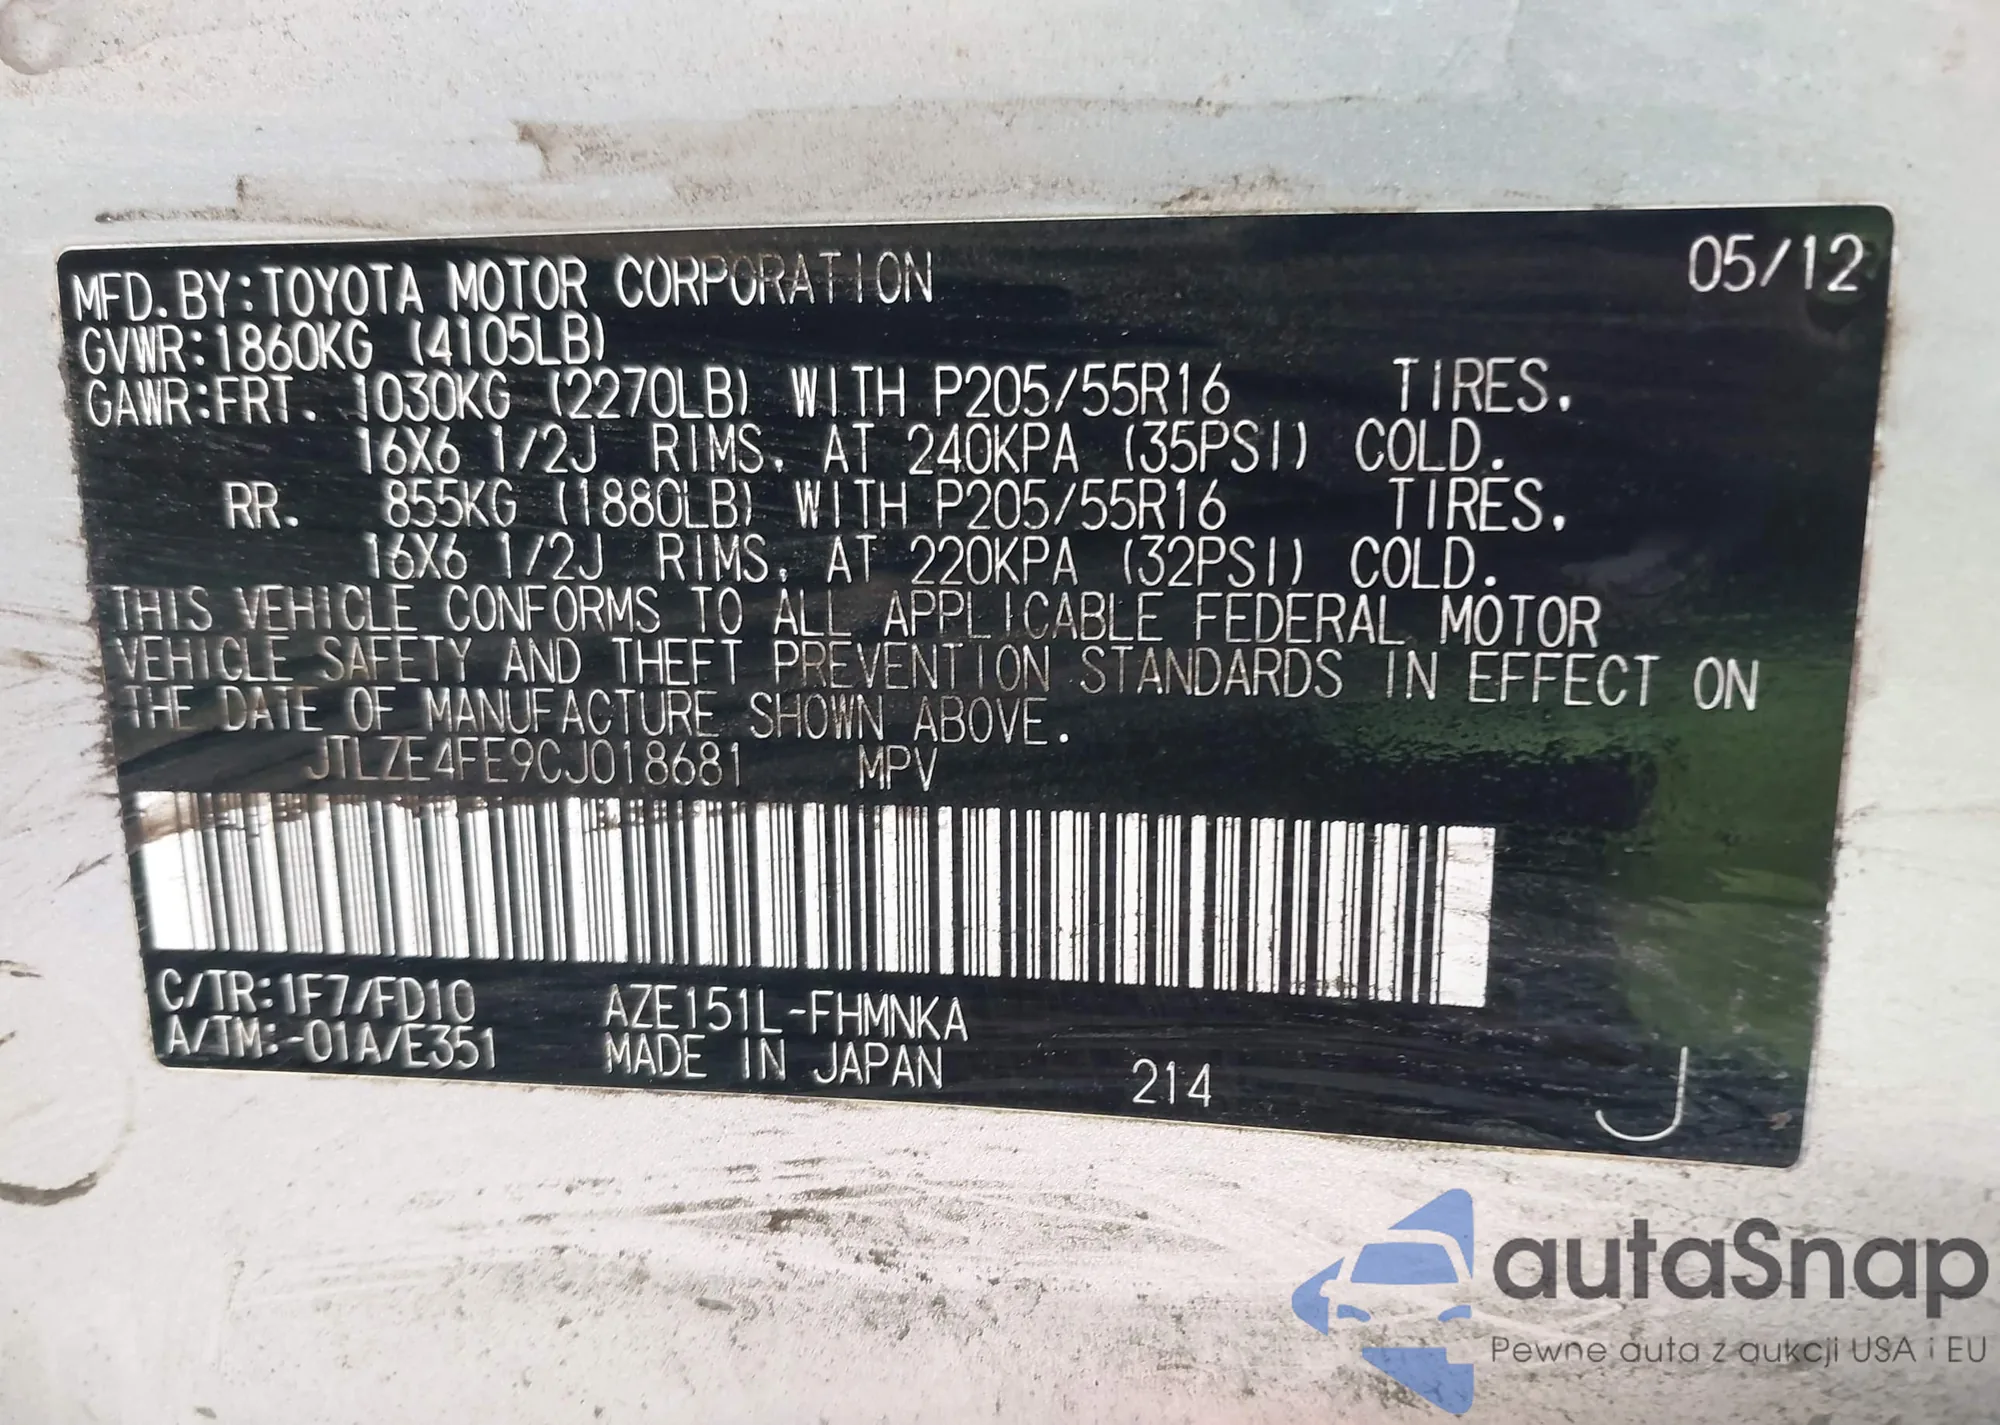 05/12
MFD.BY:TOYOTA MOTOR CORPORATION
GVWR:1860KG (4105LB)
GAWR:FRT. 1030KG (2270LB) WITH P205/55R16 TIRES,
16X6 1/2J RIMS, AT 240KPA (35PSI) COLD.
RR. 855KG (1880LB) WITH P205/55R16 TIRES,
16X6 1/2J RIMS, AT 220KPA (32PSI) COLD.
THIS VEHICLE CONFORMS TO ALL APPLICABLE FEDERAL MOTOR
VEHICLE SAFETY AND THEFT PREVENTION STANDARDS IN EFFECT ON
THE DATE OF MANUFACTURE SHOWN ABOVE.
JTLZE4FE9CJ018681 MPV
C/TR:1F7/FD10 AZE151L-FHMNKA
A/TM:-01A/E351 MADE IN JAPAN 214 J
autaSnap
Pewne auta z aukcji USA i EU